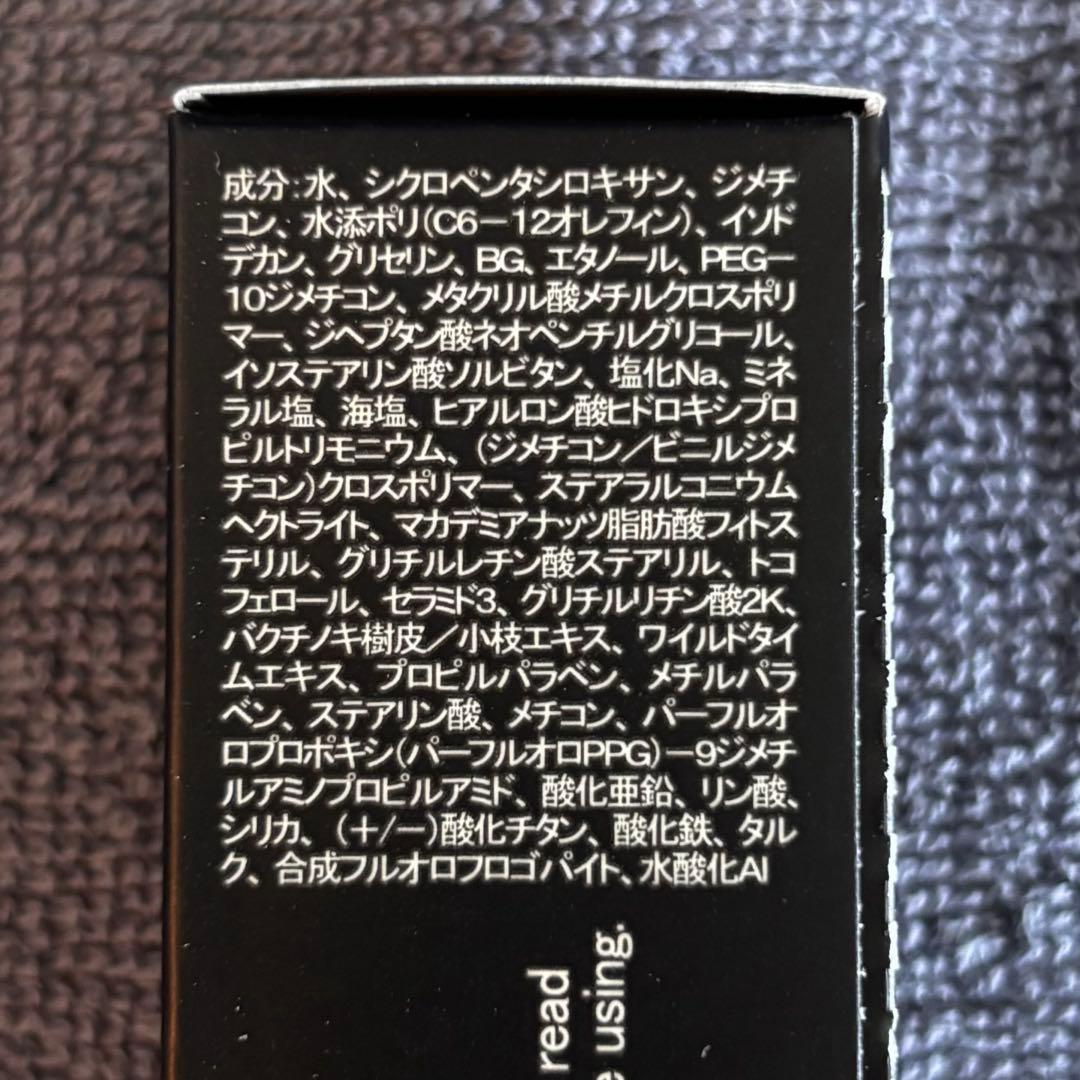 成分:水、シクロペンタシロキサン、ジメチ
コン、水添ポリ(C6－12オレフィン)、イソド
デカン、グリセリン、BG、エタノール、PEG－
10ジメチコン、メタクリル酸メチルクロスポリ
マー、ジヘプタン酸ネオペンチルグリコール、
イソステアリン酸ソルビタン、塩化Na、ミネ
ラル塩、海塩、ヒアルロン酸ヒドロキシプロ
ピルトリモニウム、(ジメチコン／ビニルジメ
チコン)クロスポリマー、ステアラルコニウム
ヘクトライト、マカデミアナッツ脂肪酸フィトス
テリル、グリチルレチン酸ステアリル、トコ
フェロール、セラミド3、グリチルリチン酸2K、
バクチノキ樹皮／小枝エキス、ワイルドタイ
ムエキス、プロピルパラベン、メチルパラ
ベン、ステアリン酸、メチコン、パーフルオ
ロプロポキシ(パーフルオロPPG)－9ジメチ
ルアミノプロピルアミド、酸化亜鉛、リン酸、
シリカ、(＋/－)酸化チタン、酸化鉄、タル
ク、合成フルオロフロゴパイト、水酸化Al
read
using.